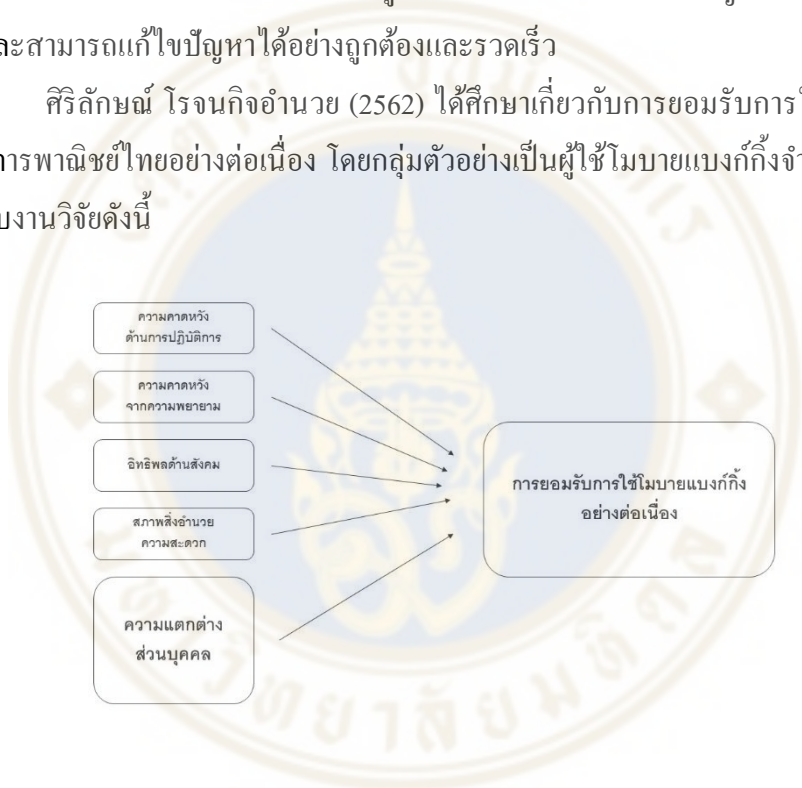 และสามารถแก้ไขปัญหาได้อย่างถูกต้องและรวดเร็ว
ศิริลักษณ์ โรจนกิจอำนวย (2562) ได้ศึกษาเกี่ยวกับการยอมรับการ
การพาณิชย์ไทยอย่างต่อเนื่อง โดยกลุ่มตัวอย่างเป็นผู้ใช้โมบายแบงก์กิ้ง
งานวิจัยดังนี้
ความคาดหวัง
ด้านการปฏิบัติการ
ความคาดหวัง
จากความพยายาม
อิทธิพลด้านสังคม
สภาพสิ่งอำนวย
ความสะดวก
ความแตกต่าง
ส่วนบุคคล
การยอมรับการใช้โมบายแบงก์กิ้ง
อย่างต่อเนื่อง
วิทยาลัยมหิดล